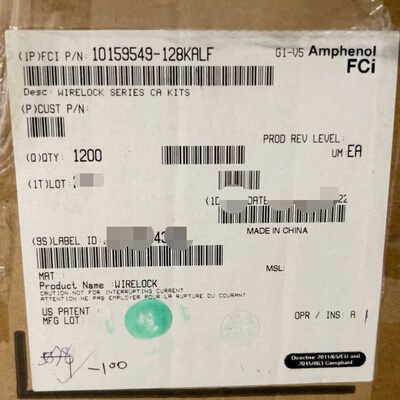 (1P)FCI P/N: 10159549-128KALF G1-V5 Amphenol
FCi
Desc: WIRELOCK SERIES CA KITS
(P)CUST P/N:
PROD REV LEVEL:
(Q)QTY: 1200 UM: EA
(1T)LOT:
DATE 22
MADE IN CHINA
(9S)LABEL ID: 43
MAT : MSL:
Product Name :WIRELOCK
CAUTION NOT FOR INTERRUPTING CURRENT
ATTENTION NE PAS EMPLOYER POUR LA RUPTURE DU COURANT
US PATENT :
MFG LOT : OPR / INS: A
Directive 2011/65/EU and
2015/863 Compliant
-100